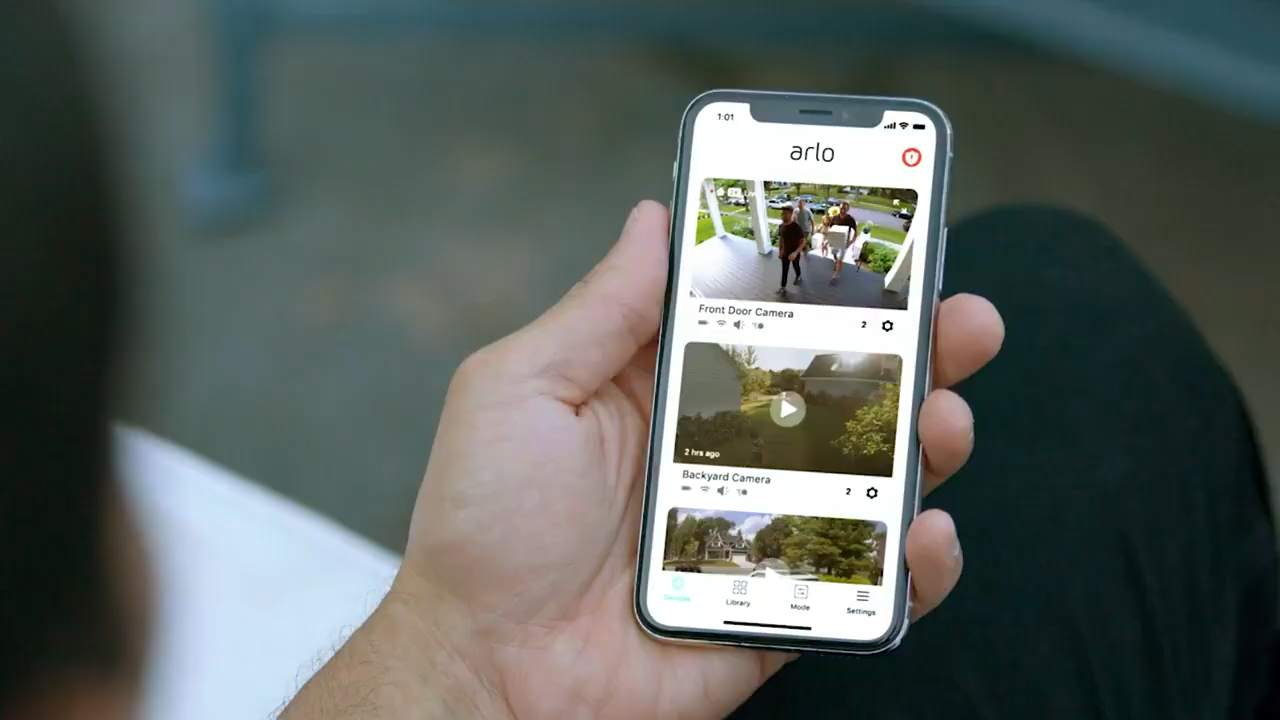 1:01
arlo
Front Door Camera
2
2 hrs ago
Backyard Camera
2
Devices
Library
Mode
Settings